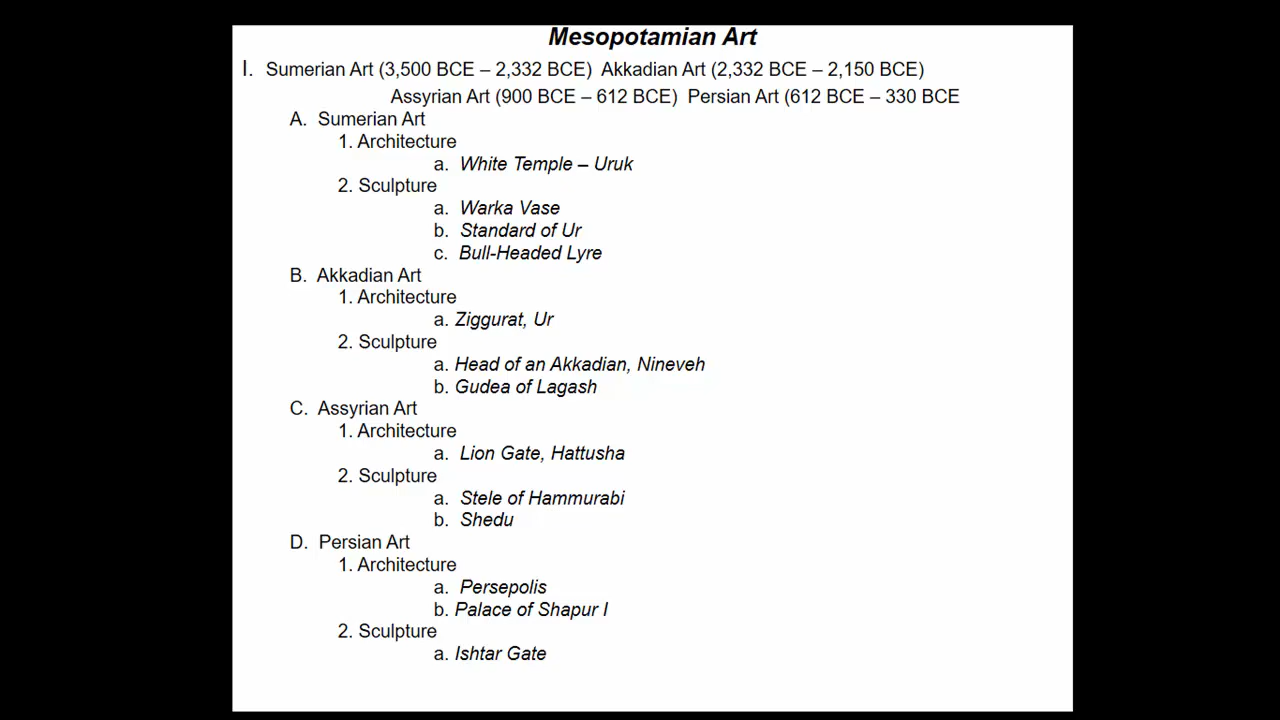 Mesopotamian Art
I. Sumerian Art (3,500 BCE – 2,332 BCE) Akkadian Art (2,332 BCE – 2,150 BCE)
Assyrian Art (900 BCE – 612 BCE) Persian Art (612 BCE – 330 BCE
A. Sumerian Art
1. Architecture
a. White Temple – Uruk
2. Sculpture
a. Warka Vase
b. Standard of Ur
c. Bull-Headed Lyre
B. Akkadian Art
1. Architecture
a. Ziggurat, Ur
2. Sculpture
a. Head of an Akkadian, Nineveh
b. Gudea of Lagash
C. Assyrian Art
1. Architecture
a. Lion Gate, Hattusha
2. Sculpture
a. Stele of Hammurabi
b. Shedu
D. Persian Art
1. Architecture
a. Persepolis
b. Palace of Shapur I
2. Sculpture
a. Ishtar Gate